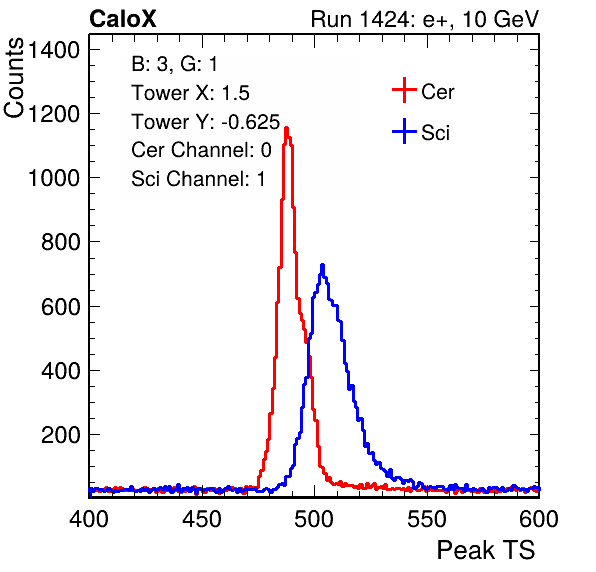 CaloX
Run 1424: e+, 10 GeV
Counts
1400
1200
1000
800
600
400
200
B: 3, G: 1
Tower X: 1.5
Tower Y: -0.625
Cer Channel: 0
Sci Channel: 1
Cer
Sci
400 450 500 550 600
Peak TS